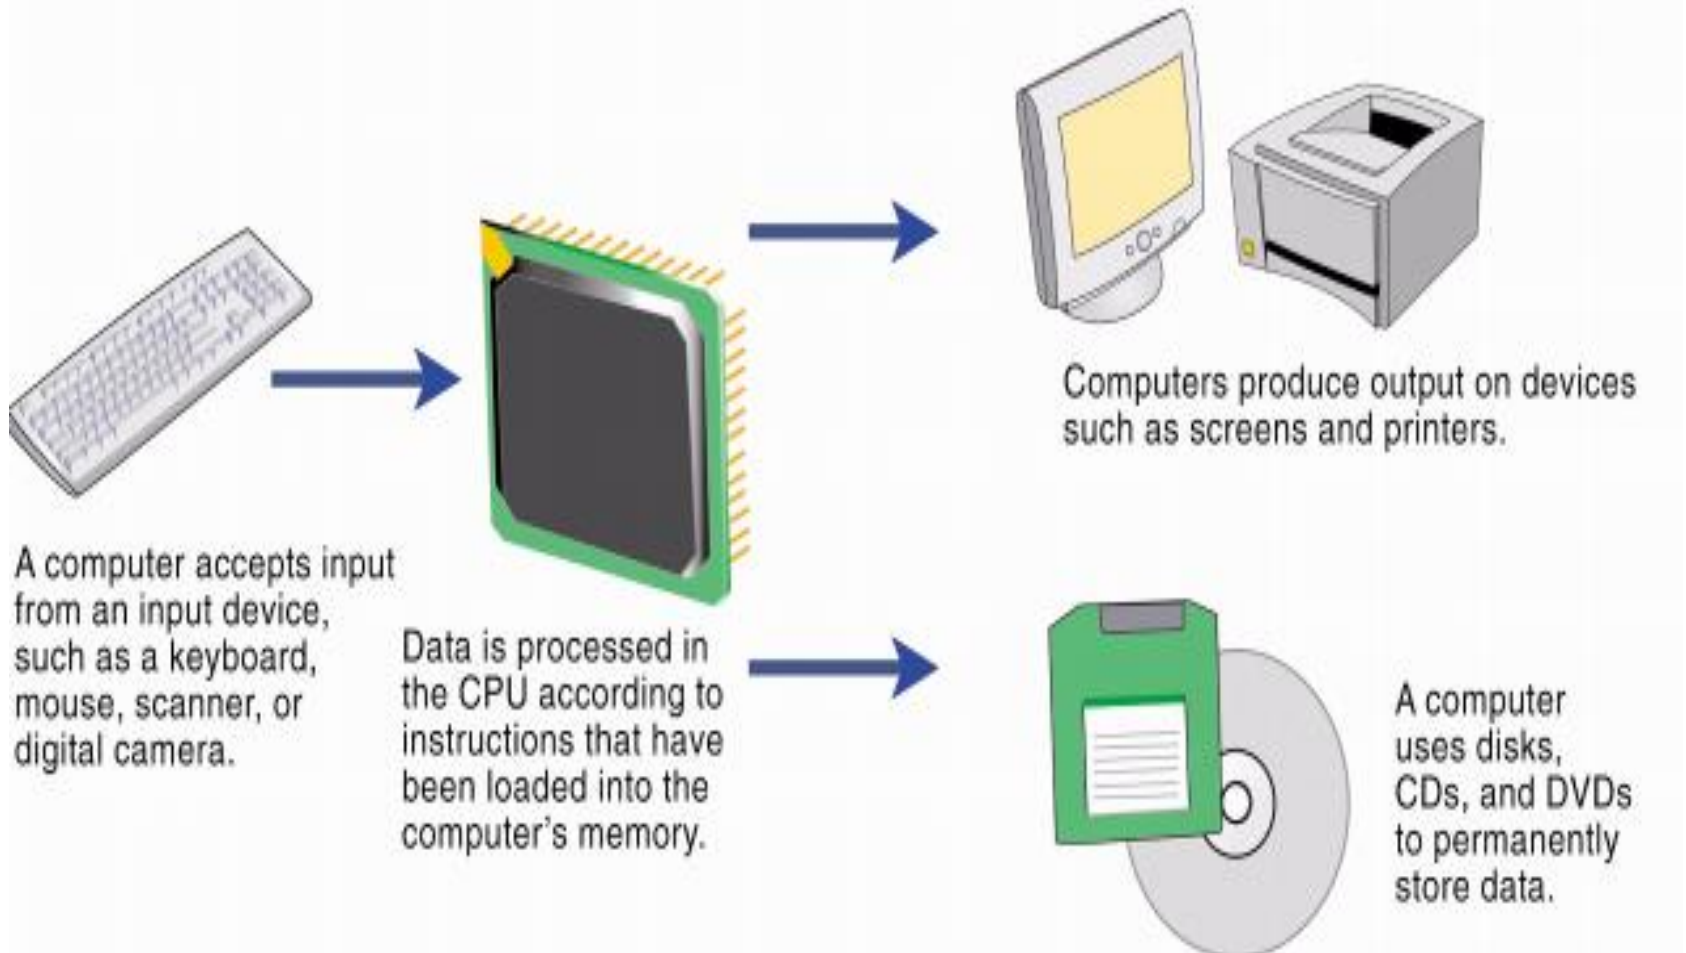 A computer accepts input
from an input device,
such as a keyboard,
mouse, scanner, or
digital camera.
Data is processed in
the CPU according to
instructions that have
been loaded into the
computer's memory.
Computers produce output on devices
such as screens and printers.
A computer
uses disks,
CDs, and DVDs
to permanently
store data.